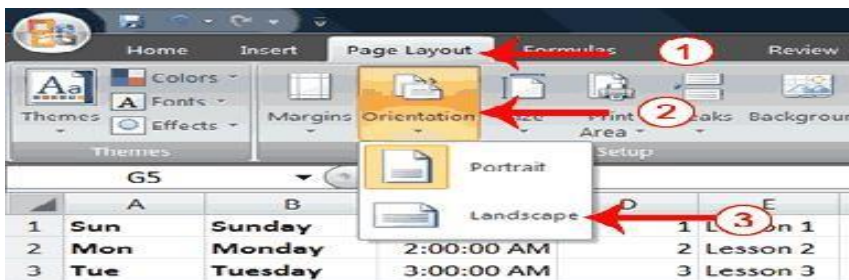 Home Insert Page Layout Formulas 1 Review
Colors
Fonts
Effects
Themes Margins Orientation 2
Print
Area
Themes Setup
Portrait
Landscape 3
G5
A B D E
1 Sun Sunday 1
2 Mon Monday 2:00:00 AM 2 Lesson 2
3 Tue Tuesday 3:00:00 AM 3 Lesson 3